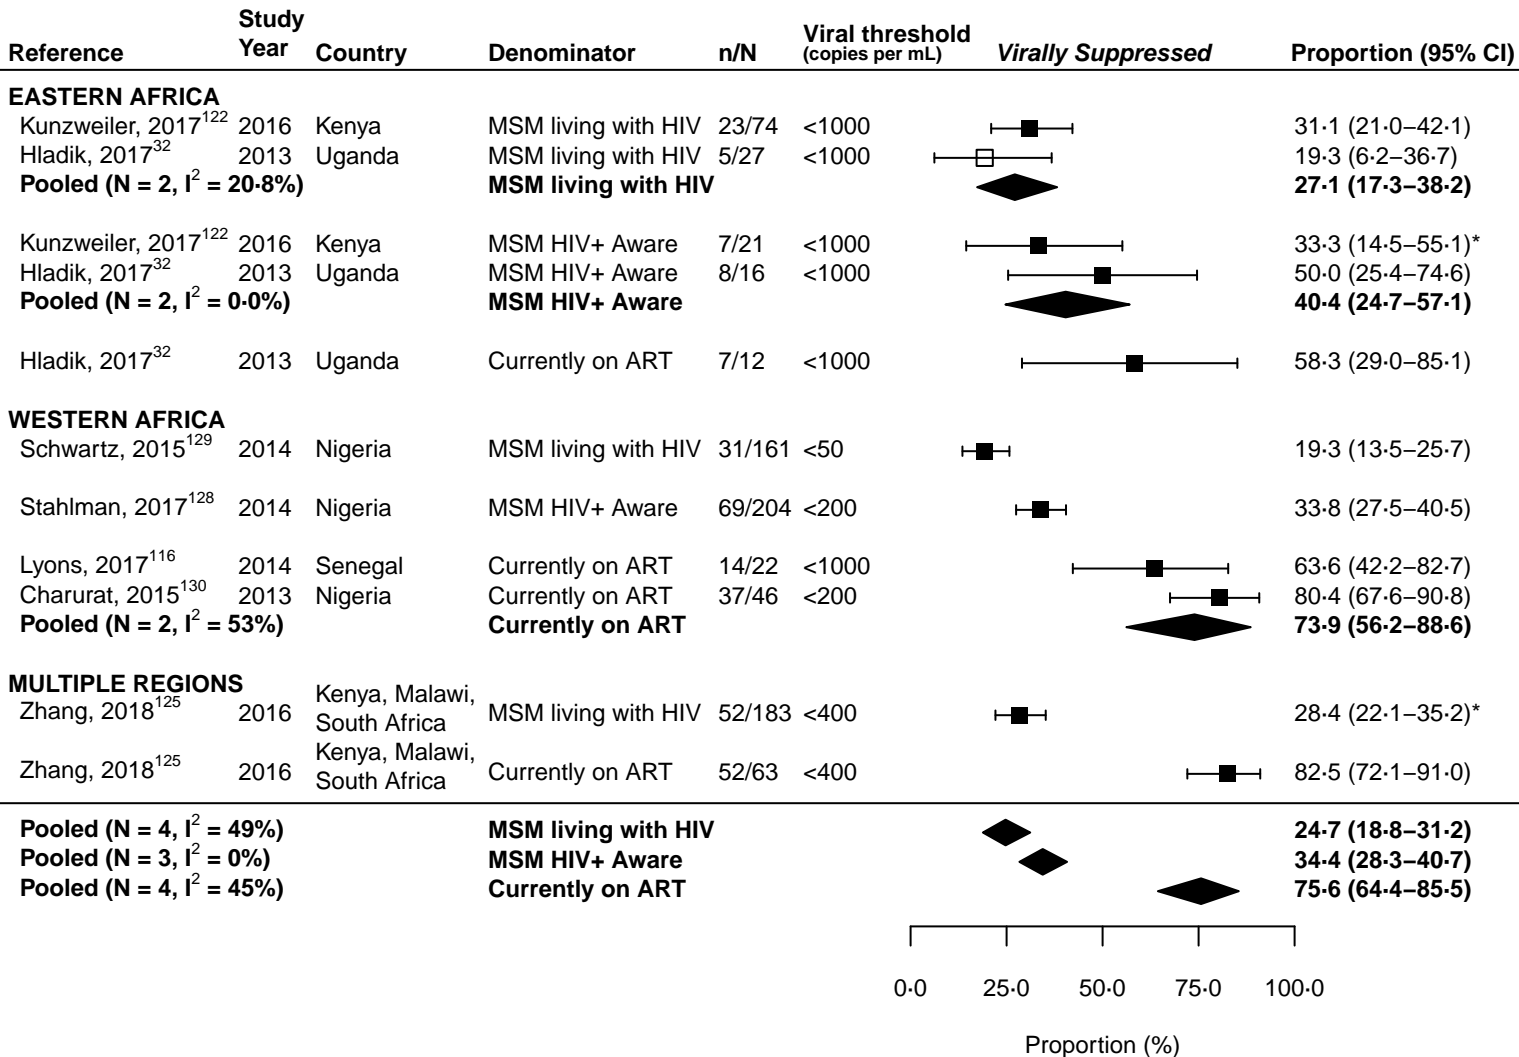 Reference Study Year Country Denominator n/N Viral threshold (copies per mL) Virally Suppressed Proportion (95% CI)
EASTERN AFRICA
Kunzweiler, 2017122 2016 Kenya MSM living with HIV 23/74 <1000 31·1 (21·0–42·1)
Hladik, 201732 2013 Uganda MSM living with HIV 5/27 <1000 19·3 (6·2–36·7)
Pooled (N = 2, I2 = 20·8%) MSM living with HIV 27·1 (17·3–38·2)
Kunzweiler, 2017122 2016 Kenya MSM HIV+ Aware 7/21 <1000 33·3 (14·5–55·1)*
Hladik, 201732 2013 Uganda MSM HIV+ Aware 8/16 <1000 50·0 (25·4–74·6)
Pooled (N = 2, I2 = 0·0%) MSM HIV+ Aware 40·4 (24·7–57·1)
Hladik, 201732 2013 Uganda Currently on ART 7/12 <1000 58·3 (29·0–85·1)
WESTERN AFRICA
Schwartz, 2015129 2014 Nigeria MSM living with HIV 31/161 <50 19·3 (13·5–25·7)
Stahlman, 2017128 2014 Nigeria MSM HIV+ Aware 69/204 <200 33·8 (27·5–40·5)
Lyons, 2017116 2014 Senegal Currently on ART 14/22 <1000 63·6 (42·2–82·7)
Charurat, 2015130 2013 Nigeria Currently on ART 37/46 <200 80·4 (67·6–90·8)
Pooled (N = 2, I2 = 53%) Currently on ART 73·9 (56·2–88·6)
MULTIPLE REGIONS
Zhang, 2018125 2016 Kenya, Malawi, South Africa MSM living with HIV 52/183 <400 28·4 (22·1–35·2)*
Zhang, 2018125 2016 Kenya, Malawi, South Africa Currently on ART 52/63 <400 82·5 (72·1–91·0)
Pooled (N = 4, I2 = 49%) MSM living with HIV 24·7 (18·8–31·2)
Pooled (N = 3, I2 = 0%) MSM HIV+ Aware 34·4 (28·3–40·7)
Pooled (N = 4, I2 = 45%) Currently on ART 75·6 (64·4–85·5)
0·0 25·0 50·0 75·0 100·0
Proportion (%)